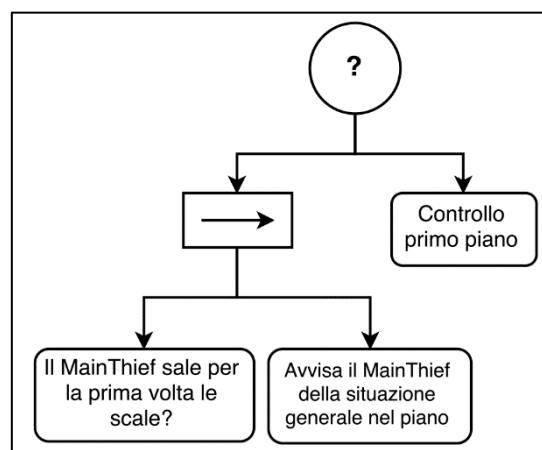 ?
Controllo
primo piano
Il MainThief sale per
la prima volta le
scale?
Avvisa il MainThief
della situazione
generale nel piano